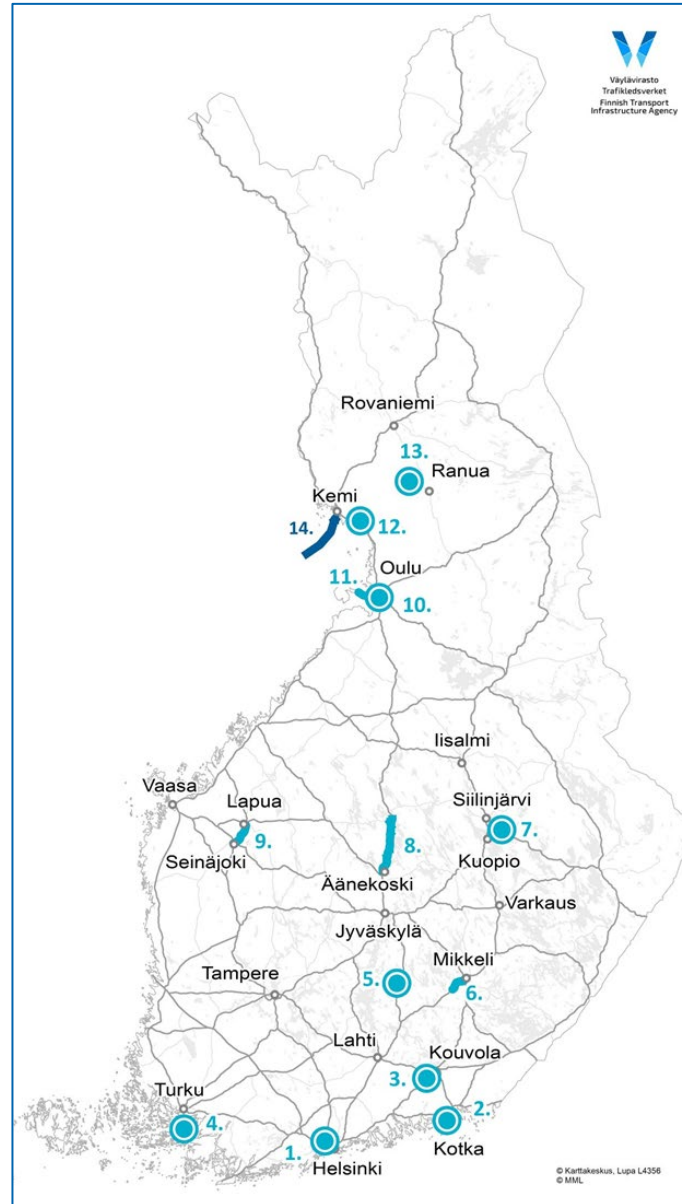 Väylävirasto
Trafikledsverket
Finnish Transport
Infrastructure Agency
Rovaniemi
13.
Ranua
Kemi
14.
12.
Oulu
11.
10.
Iisalmi
Vaasa
Lapua
Siilinjärvi
9.
8.
7.
Seinäjoki
Kuopio
Äänekoski
Varkaus
Jyväskylä
Mikkeli
Tampere
5.
6.
Lahti
Kouvola
3.
Turku
2.
4.
1.
Kotka
Helsinki
© Karttakeskus, Lupa L4356
© MML